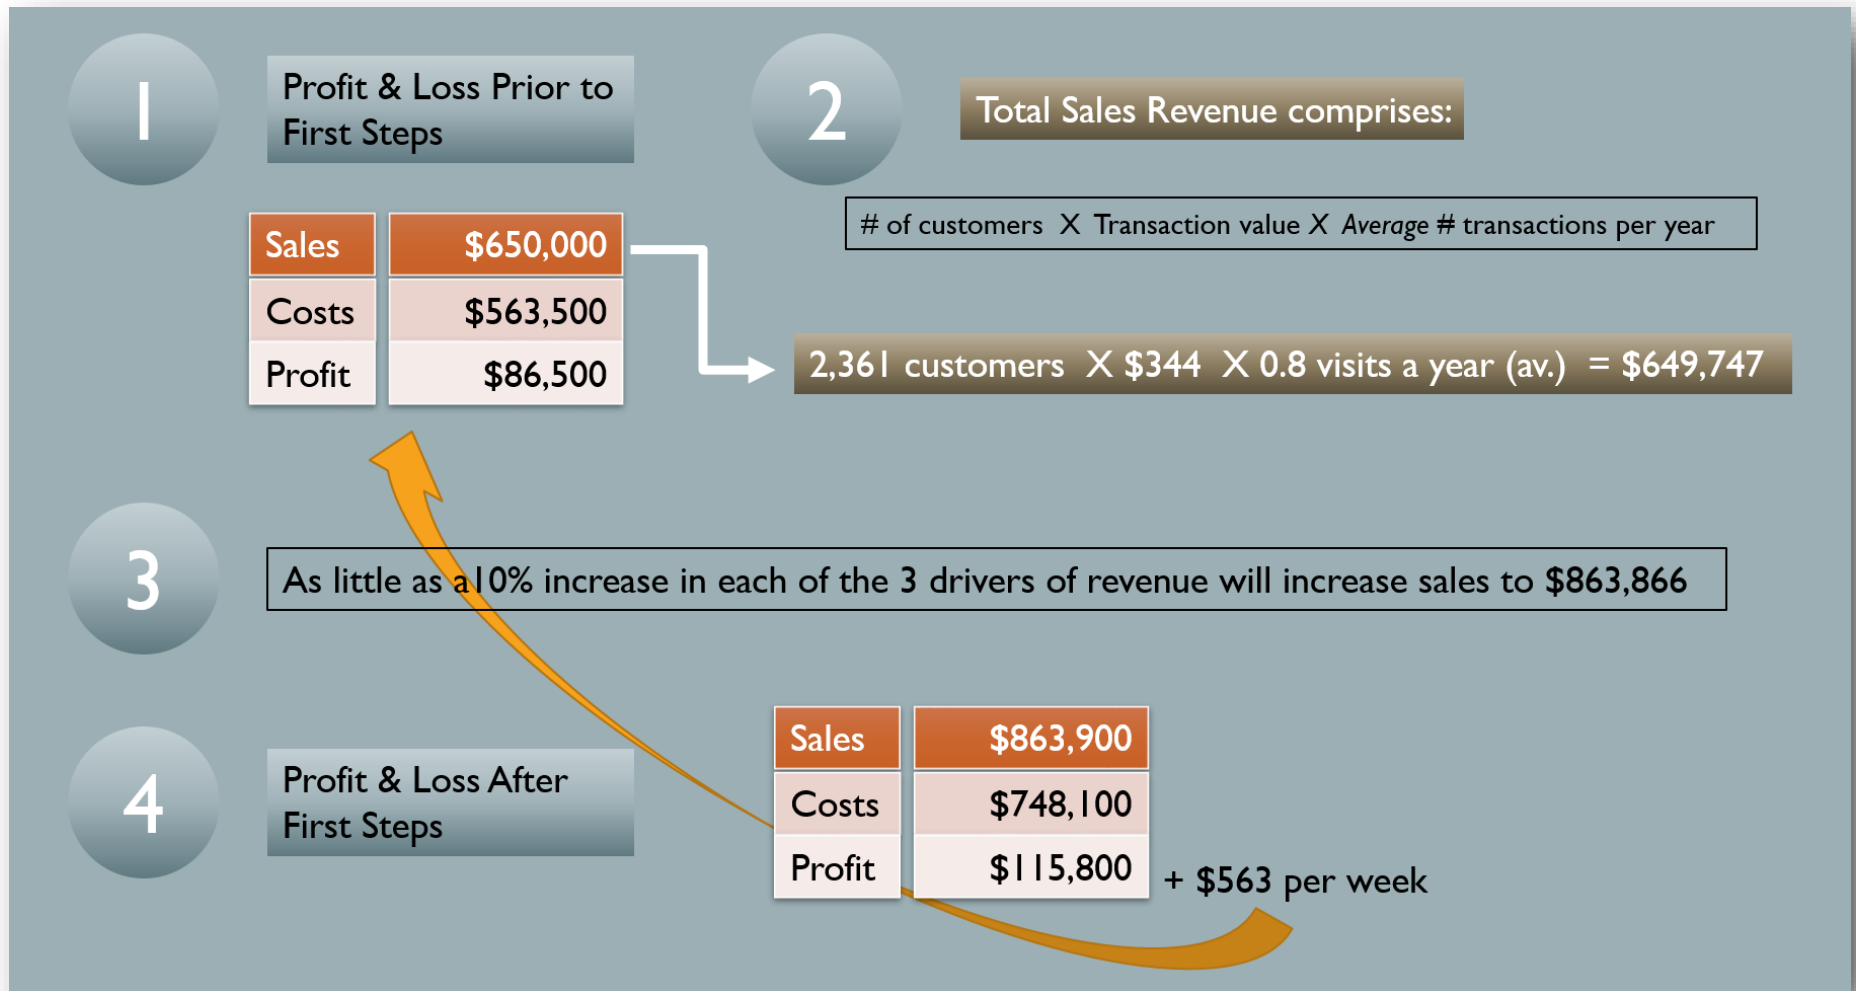 1
Profit & Loss Prior to
First Steps
2
Total Sales Revenue comprises:
# of customers X Transaction value X Average # transactions per year
Sales $650,000
Costs $563,500
Profit $86,500
2,361 customers X $344 X 0.8 visits a year (av.) = $649,747
3
As little as a10% increase in each of the 3 drivers of revenue will increase sales to $863,866
4
Profit & Loss After
First Steps
Sales $863,900
Costs $748,100
Profit $115,800
+ $563 per week